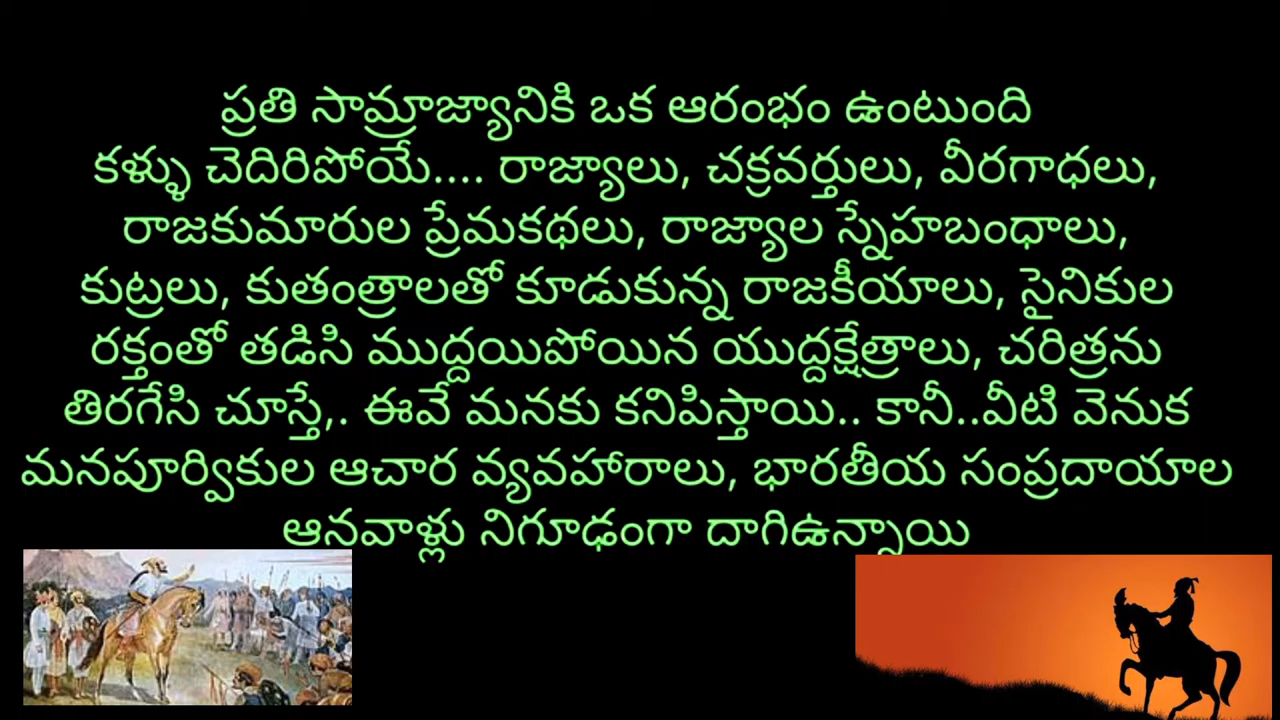 ప్రతి సామ్రాజ్యానికి ఒక ఆరంభం ఉంటుంది
కళ్ళు చెదిరిపోయే.... రాజ్యాలు, చక్రవర్తులు, వీరగాధలు,
రాజకుమారుల ప్రేమకథలు, రాజ్యాల స్నేహబంధాలు,
కుట్రలు, కుతంత్రాలతో కూడుకున్న రాజకీయాలు, సైనికుల
రక్తంతో తడిసి ముద్దయిపోయిన యుద్దక్షేత్రాలు, చరిత్రను
తిరగేసి చూస్తే,. ఈవే మనకు కనిపిస్తాయి.. కానీ..వీటి వెనుక
మనపూర్వికుల ఆచార వ్యవహారాలు, భారతీయ సంప్రదాయాల
ఆనవాళ్లు నిగూఢంగా దాగిఉన్నాయి